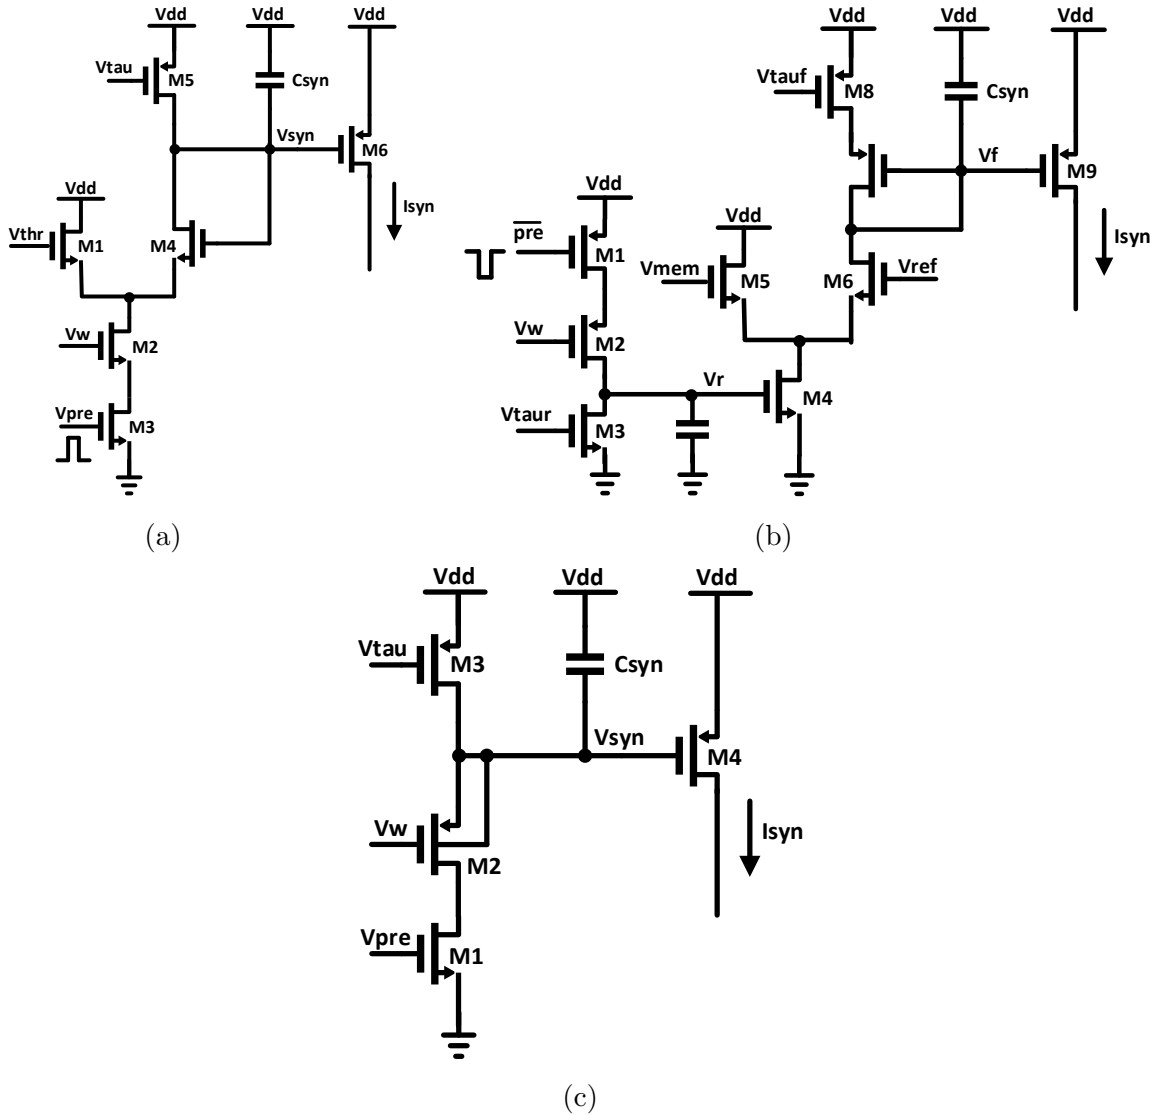 Vdd Vdd Vdd
Vtau M5 Csyn
Vsyn M6
Vdd
Vthr M1 M4 Isyn
Vw M2
Vpre M3
(a)
Vdd Vdd Vdd
Vtauf M8 Csyn
Vf M9
Vdd
pre M1 Vdd Isyn
Vmem M5 M6 Vref
Vw M2
Vr M4
Vtaur M3
(b)
Vdd Vdd Vdd
Vtau M3 Csyn
Vsyn M4
Vw M2 Isyn
Vpre M1
(c)